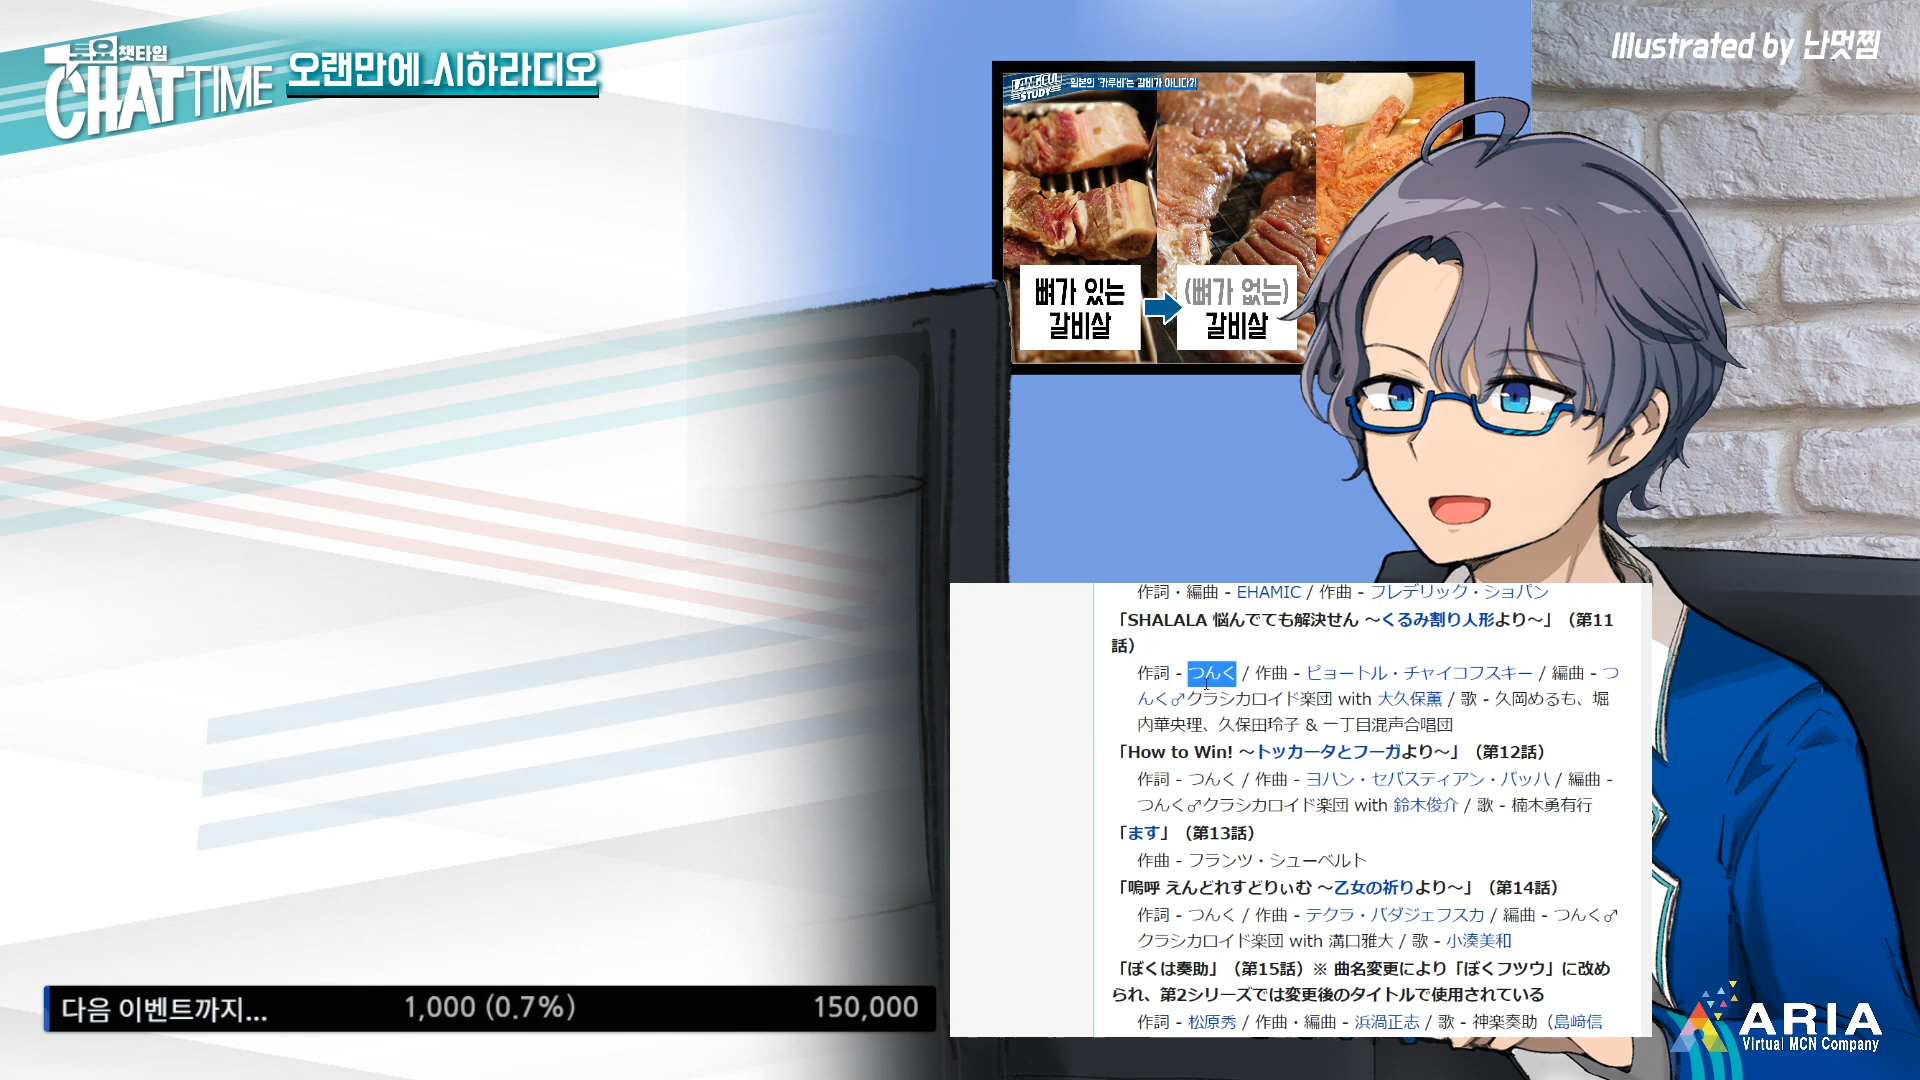 토요 챗타임
CHAT TIME
오랜만에 시하라디오
Illustrated by 난멋찜
LANGEUL STUDY
일본의 '카루비'는 갈비가 아니다?!
뼈가 있는
갈비살
(뼈가 없는)
갈비살
作詞・編曲 - EHAMIC / 作曲 - フレデリック・ショパン
「SHALALA 悩んでても解決せん 〜くるみ割り人形より〜」（第11
話）
作詞 - つんく / 作曲 - ピョートル・チャイコフスキー / 編曲 - つ
んく♂クラシカロイド楽団 with 大久保薫 / 歌 - 久岡めるも、堀
内華央理、久保田玲子 & 一丁目混声合唱団
「How to Win! 〜トッカータとフーガより〜」（第12話）
作詞 - つんく / 作曲 - ヨハン・セバスティアン・バッハ / 編曲 -
つんく♂クラシカロイド楽団 with 鈴木俊介 / 歌 - 楠木勇有行
「ます」（第13話）
作曲 - フランツ・シューベルト
「嗚呼 えんどれすどりぃむ 〜乙女の祈りより〜」（第14話）
作詞 - つんく / 作曲 - テクラ・バダジェフスカ / 編曲 - つんく♂
クラシカロイド楽団 with 溝口雅大 / 歌 - 小湊美和
「ぼくは奏助」（第15話）※ 曲名変更により「ぼくフツウ」に改め
られ、第2シリーズでは変更後のタイトルで使用されている
作詞 - 松原秀 / 作曲・編曲 - 浜渦正志 / 歌 - 神楽奏助（島﨑信
다음 이벤트까지... 1,000 (0.7%) 150,000
ARIA
Virtual MCN Company